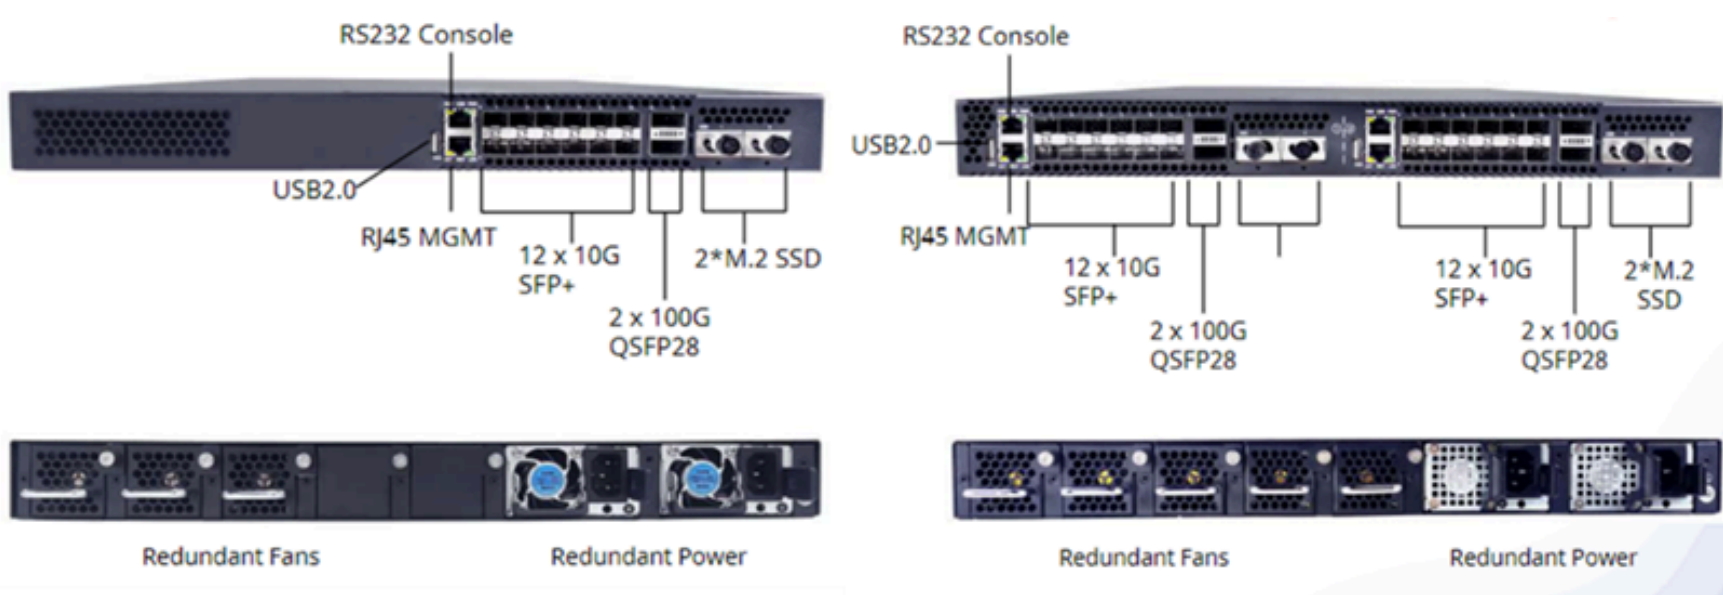 RS232 Console
USB2.0
RJ45 MGMT
12 x 10G
SFP+
2 x 100G
QSFP28
2*M.2 SSD
Redundant Fans
Redundant Power
RS232 Console
USB2.0
RJ45 MGMT
12 x 10G
SFP+
2 x 100G
QSFP28
12 x 10G
SFP+
2 x 100G
QSFP28
2*M.2
SSD
Redundant Fans
Redundant Power